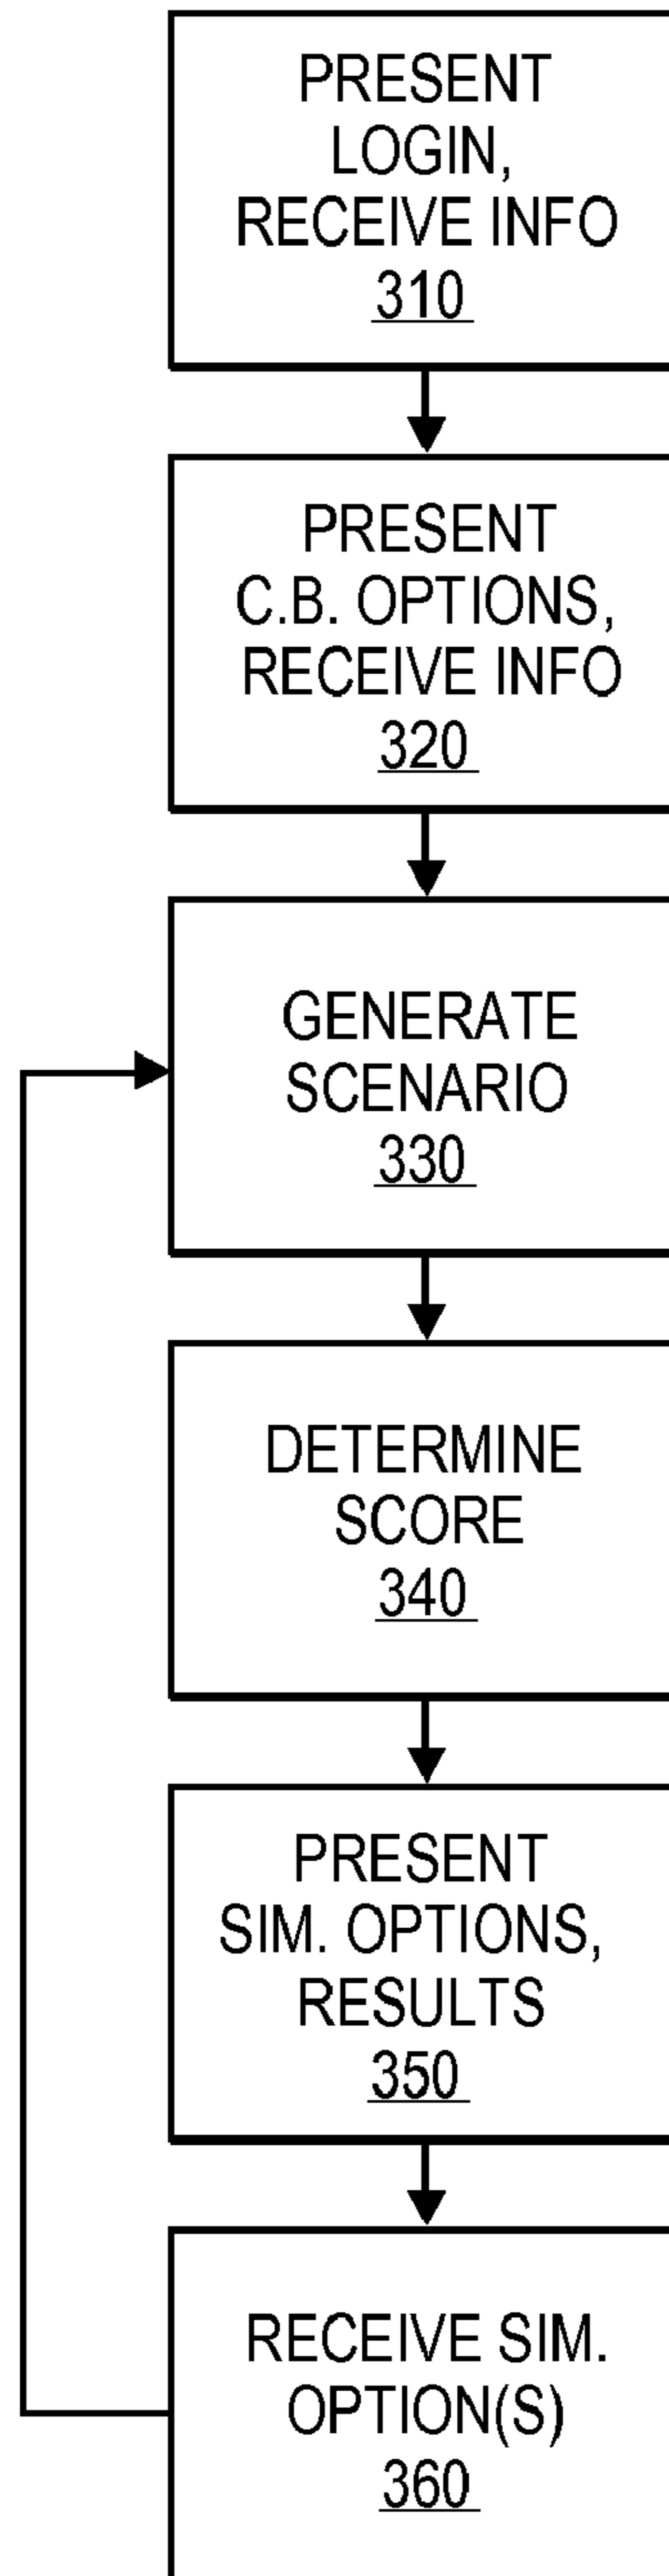 PRESENT
LOGIN,
RECEIVE INFO
310
PRESENT
C.B. OPTIONS,
RECEIVE INFO
320
GENERATE
SCENARIO
330
DETERMINE
SCORE
340
PRESENT
SIM. OPTIONS,
RESULTS
350
RECEIVE SIM.
OPTION(S)
360